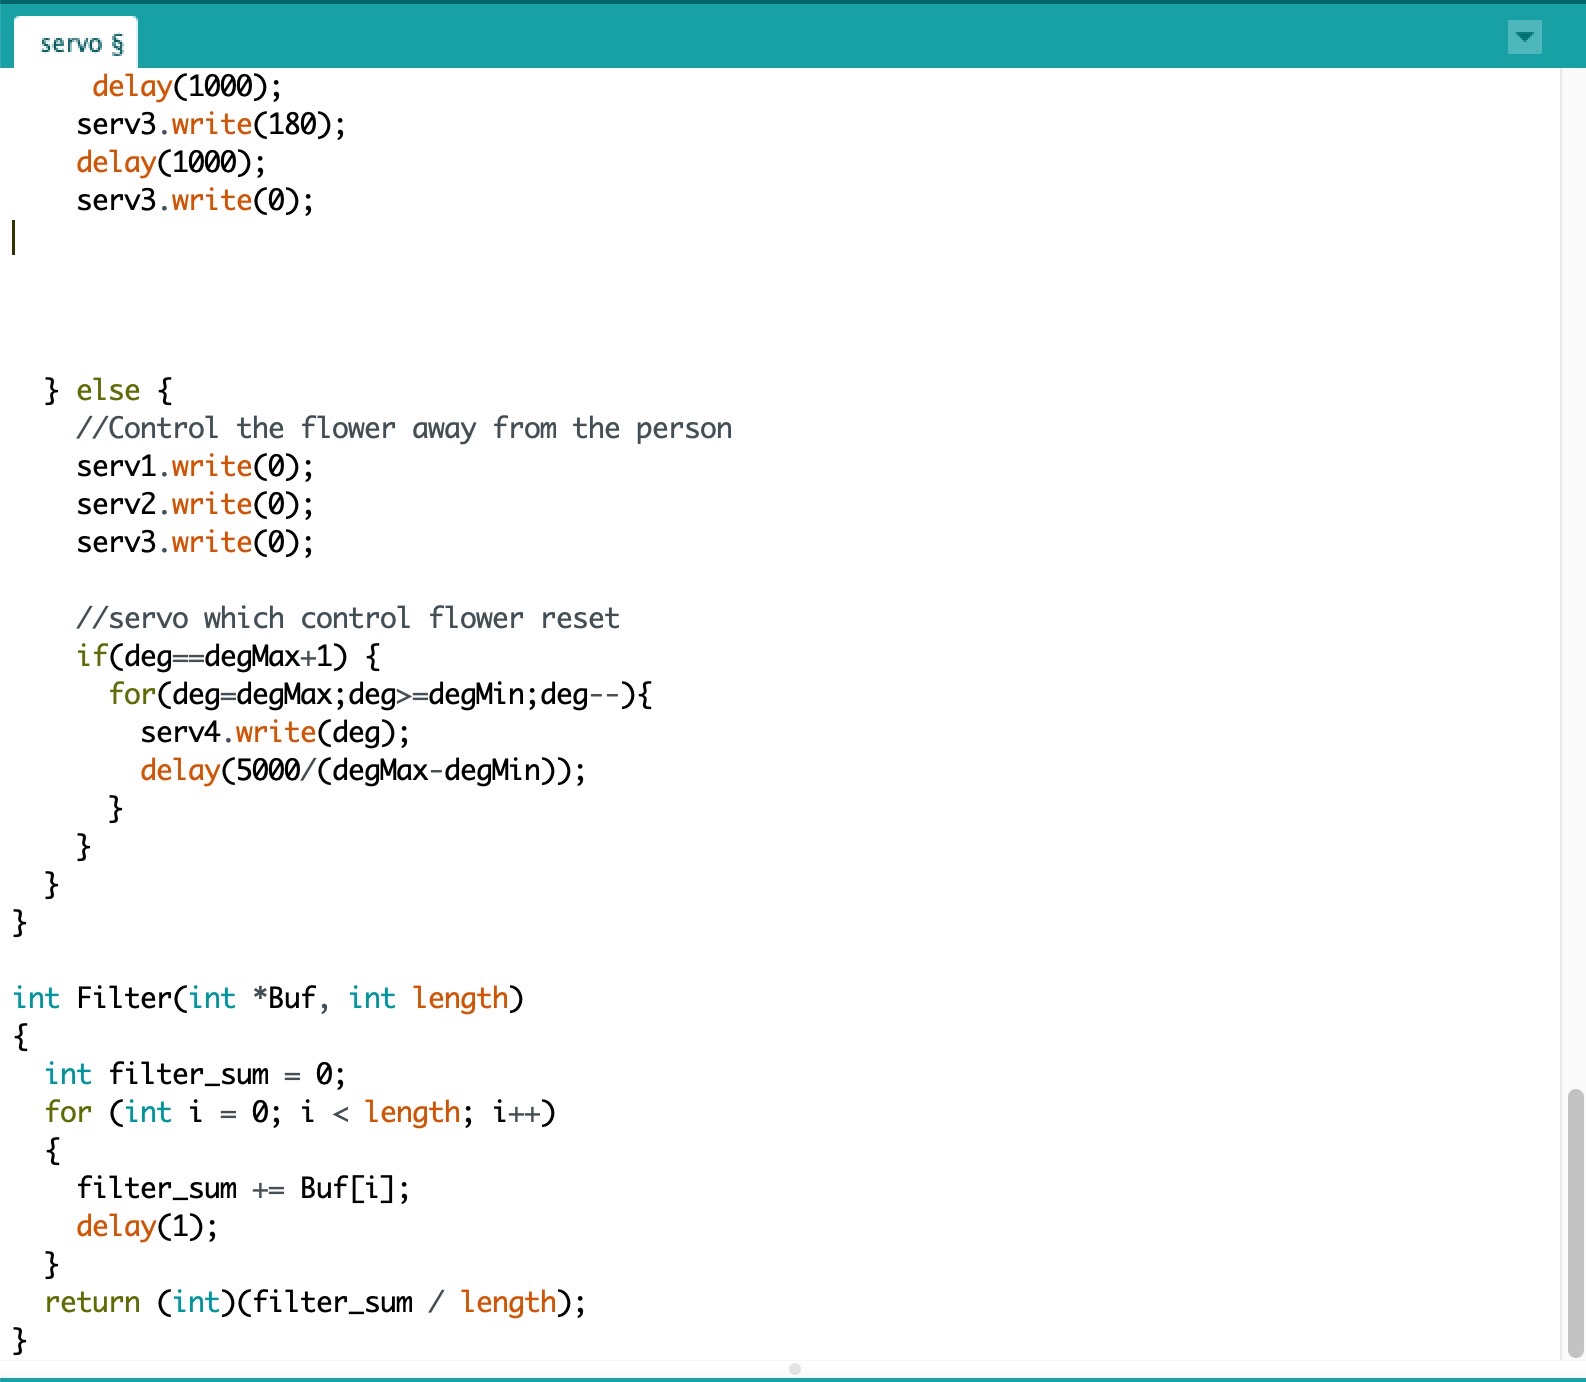 servo §
delay(1000);
serv3.write(180);
delay(1000);
serv3.write(0);
} else {
//Control the flower away from the person
serv1.write(0);
serv2.write(0);
serv3.write(0);
//servo which control flower reset
if(deg==degMax+1) {
for(deg=degMax;deg>=degMin;deg--){
serv4.write(deg);
delay(5000/(degMax-degMin));
}
}
}
}
int Filter(int *Buf, int length)
{
int filter_sum = 0;
for (int i = 0; i < length; i++)
{
filter_sum += Buf[i];
delay(1);
}
return (int)(filter_sum / length);
}